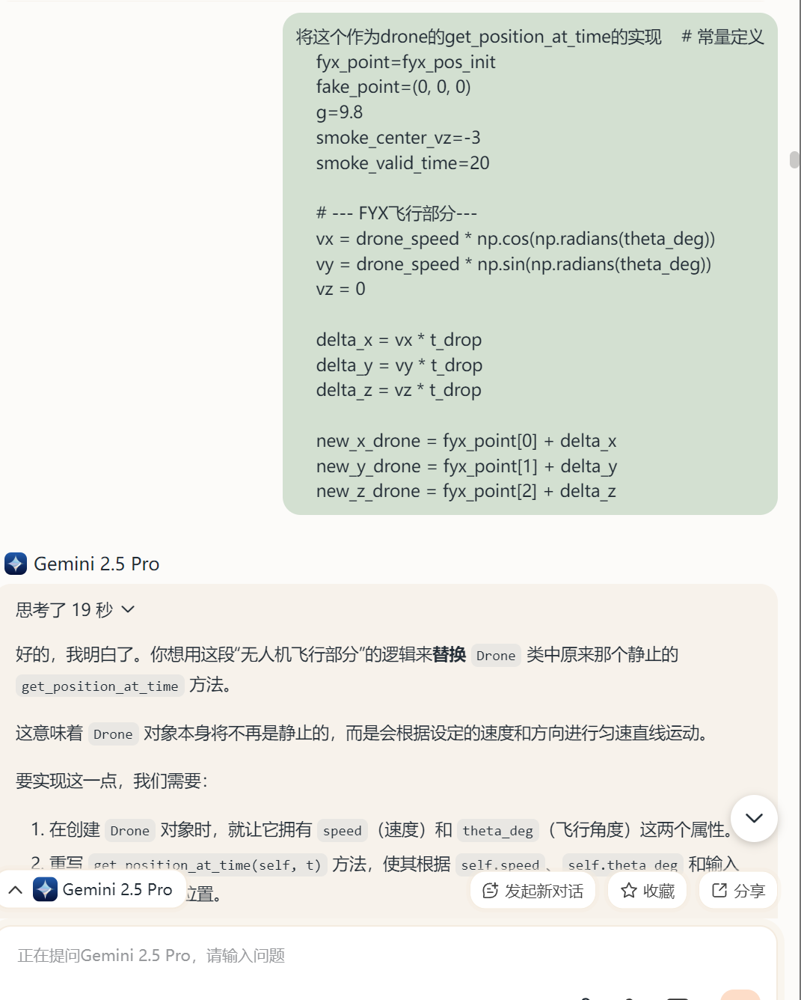 将这个作为drone的get_position_at_time的实现    # 常量定义
fyx_point=fyx_pos_init
fake_point=(0, 0, 0)
g=9.8
smoke_center_vz=-3
smoke_valid_time=20
# --- FYX飞行部分---
vx = drone_speed * np.cos(np.radians(theta_deg))
vy = drone_speed * np.sin(np.radians(theta_deg))
vz = 0
delta_x = vx * t_drop
delta_y = vy * t_drop
delta_z = vz * t_drop
new_x_drone = fyx_point[0] + delta_x
new_y_drone = fyx_point[1] + delta_y
new_z_drone = fyx_point[2] + delta_z
Gemini 2.5 Pro
思考了 19 秒
好的，我明白了。你想用这段“无人机飞行部分”的逻辑来替换 Drone 类中原来那个静止的
get_position_at_time 方法。
这意味着 Drone 对象本身将不再是静止的，而是会根据设定的速度和方向进行匀速直线运动。
要实现这一点，我们需要：
1. 在创建 Drone 对象时，就让它拥有 speed （速度）和 theta_deg （飞行角度）这两个属性。
2. 重写 get_position_at_time(self, t) 方法，使其根据 self.speed 、 self.theta_deg 和输入
位置。
Gemini 2.5 Pro
发起新对话
收藏
分享
正在提问Gemini 2.5 Pro，请输入问题